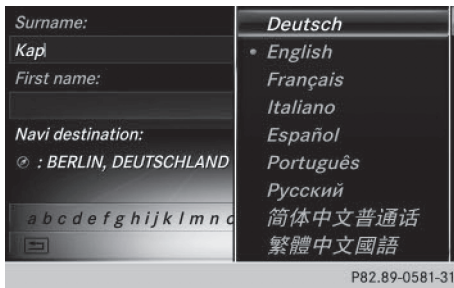 Surname:
Kap
First name:
Navi destination:
: BERLIN, DEUTSCHLAND
a b c d e f g h i j k l m n
Deutsch
• English
Français
Italiano
Español
Português
Русский
简体中文普通话
繁體中文國語
P82.89-0581-31